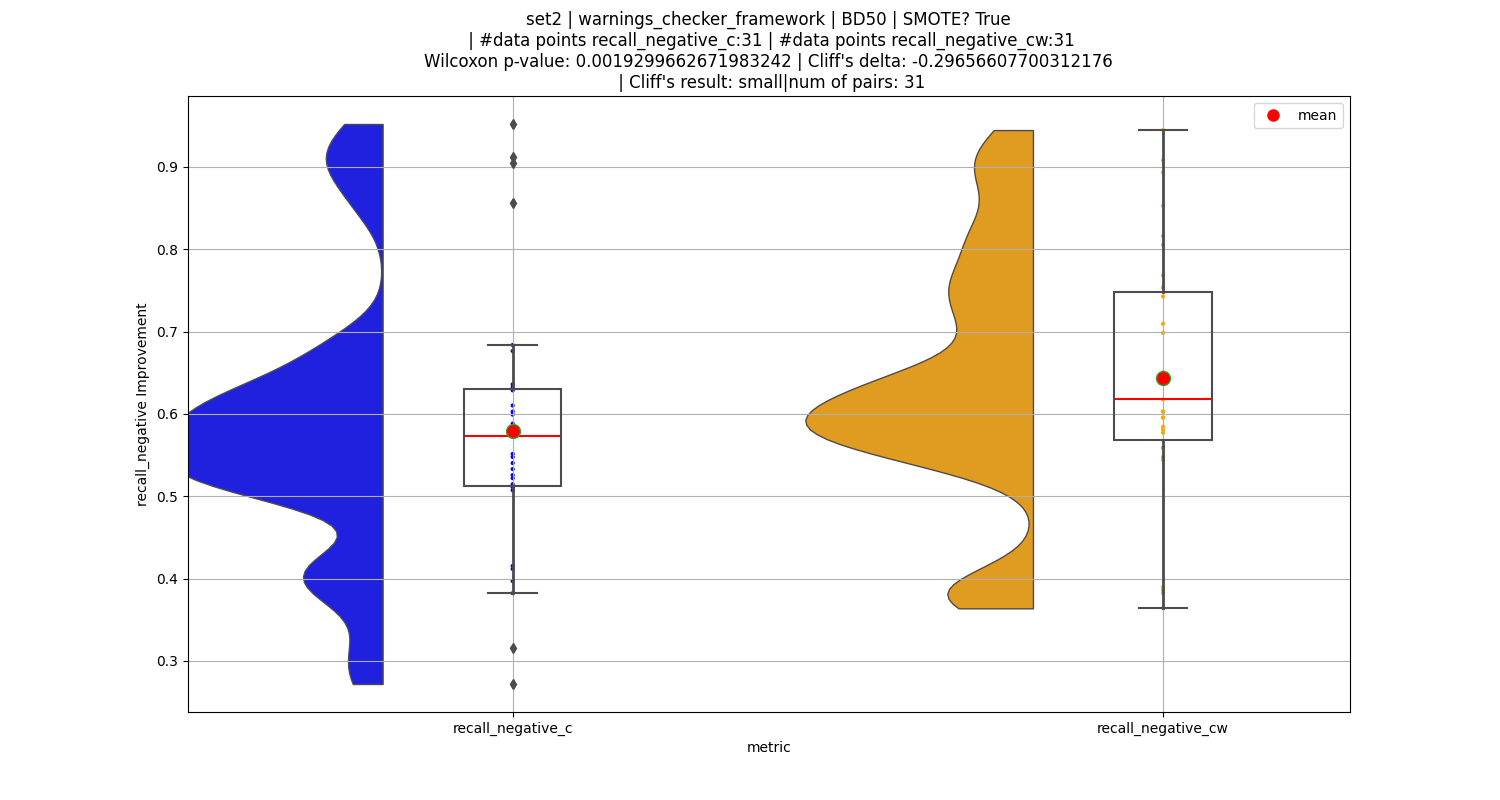 set2 | warnings_checker_framework | BD50 | SMOTE? True
| #data points recall_negative_c:31 | #data points recall_negative_cw:31
Wilcoxon p-value: 0.0019299662671983242 | Cliff's delta: -0.29656607700312176
| Cliff's result: small|num of pairs: 31
mean
0.9
0.8
0.7
0.6
0.5
0.4
0.3
recall_negative Improvement
recall_negative_c
recall_negative_cw
metric